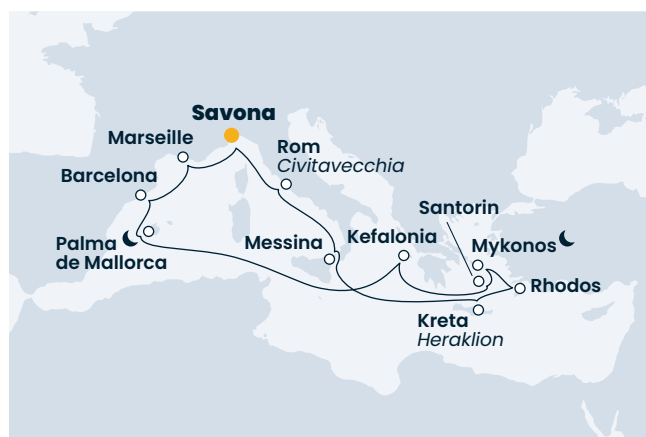 Savona
Marseille
Rom
Civitavecchia
Barcelona
Santorin
Palma
de Mallorca
Messina
Kefalonia
Mykonos
Rhodos
Kreta
Heraklion